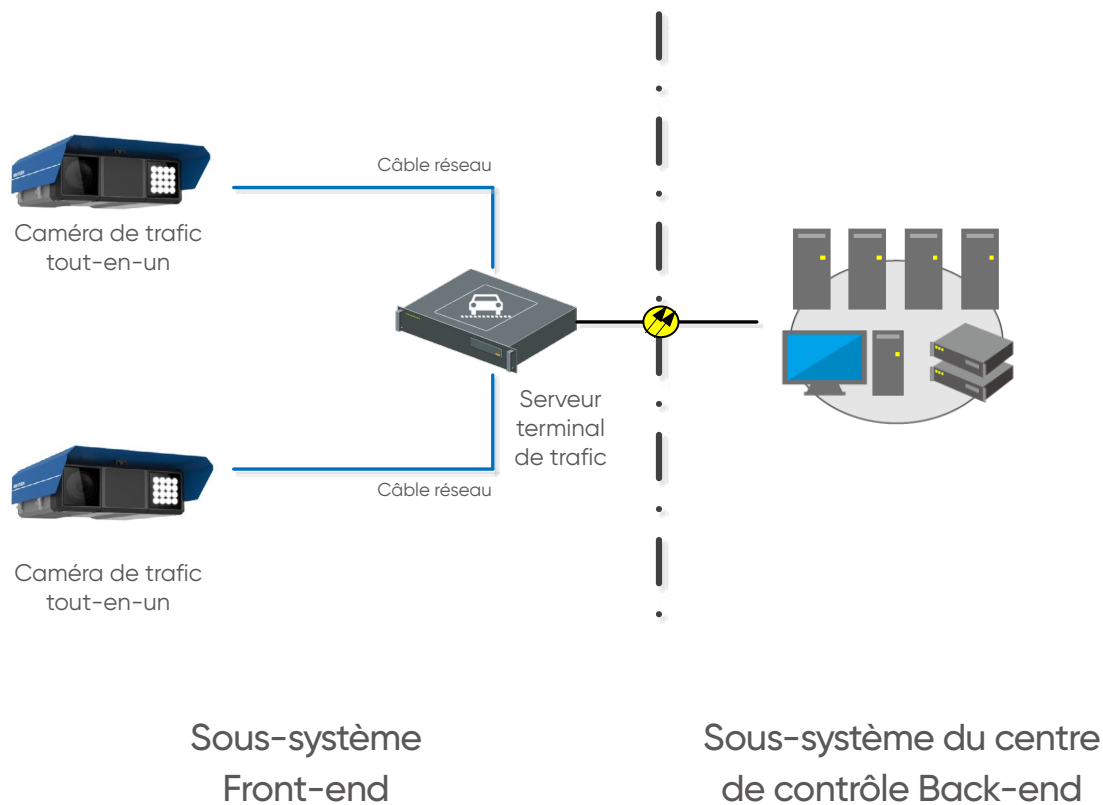 Câble réseau
Caméra de trafic
tout-en-un
Serveur
terminal
de trafic
Câble réseau
Caméra de trafic
tout-en-un
Sous-système
Front-end
Sous-système du centre
de contrôle Back-end